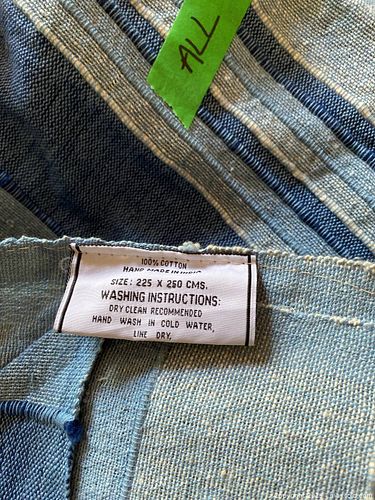 ALL
100% COTTON
HAND MADE IN INDIA
SIZE: 225 X 250 CMS.
WASHING INSTRUCTIONS:
DRY CLEAN RECOMMENDED
HAND WASH IN COLD WATER,
LINE DRY.